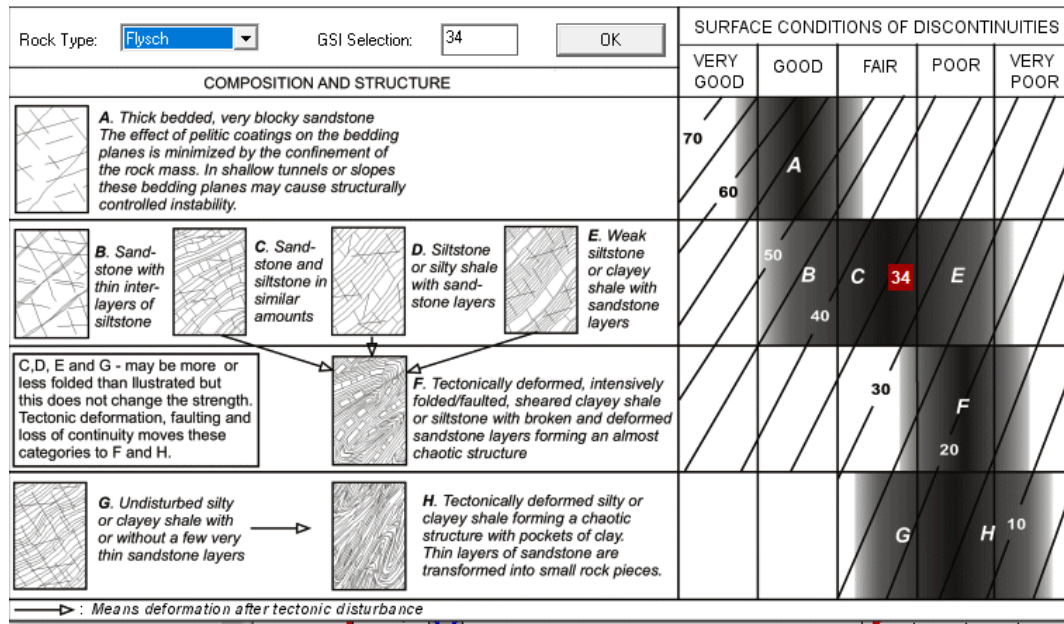 Rock Type: Flysch GSI Selection: 34 OK
SURFACE CONDITIONS OF DISCONTINUITIES
VERY GOOD
GOOD
FAIR
POOR
VERY POOR
COMPOSITION AND STRUCTURE
A. Thick bedded, very blocky sandstone
The effect of pelitic coatings on the bedding
planes is minimized by the confinement of
the rock mass. In shallow tunnels or slopes
these bedding planes may cause structurally
controlled instability.
70
60
A
B. Sand-
stone with
thin inter-
layers of
siltstone
C. Sand-
stone and
siltstone in
similar
amounts
D. Siltstone
or silty shale
with sand-
stone layers
E. Weak
siltstone
or clayey
shale with
sandstone
layers
50
B
C
34
E
40
C,D, E and G - may be more or
less folded than llustrated but
this does not change the strength.
Tectonic deformation, faulting and
loss of continuity moves these
categories to F and H.
F. Tectonically deformed, intensively
folded/faulted, sheared clayey shale
or siltstone with broken and deformed
sandstone layers forming an almost
chaotic structure
30
F
20
G. Undisturbed silty
or clayey shale with
or without a few very
thin sandstone layers
H. Tectonically deformed silty or
clayey shale forming a chaotic
structure with pockets of clay.
Thin layers of sandstone are
transformed into small rock pieces.
G
H
10
: Means deformation after tectonic disturbance